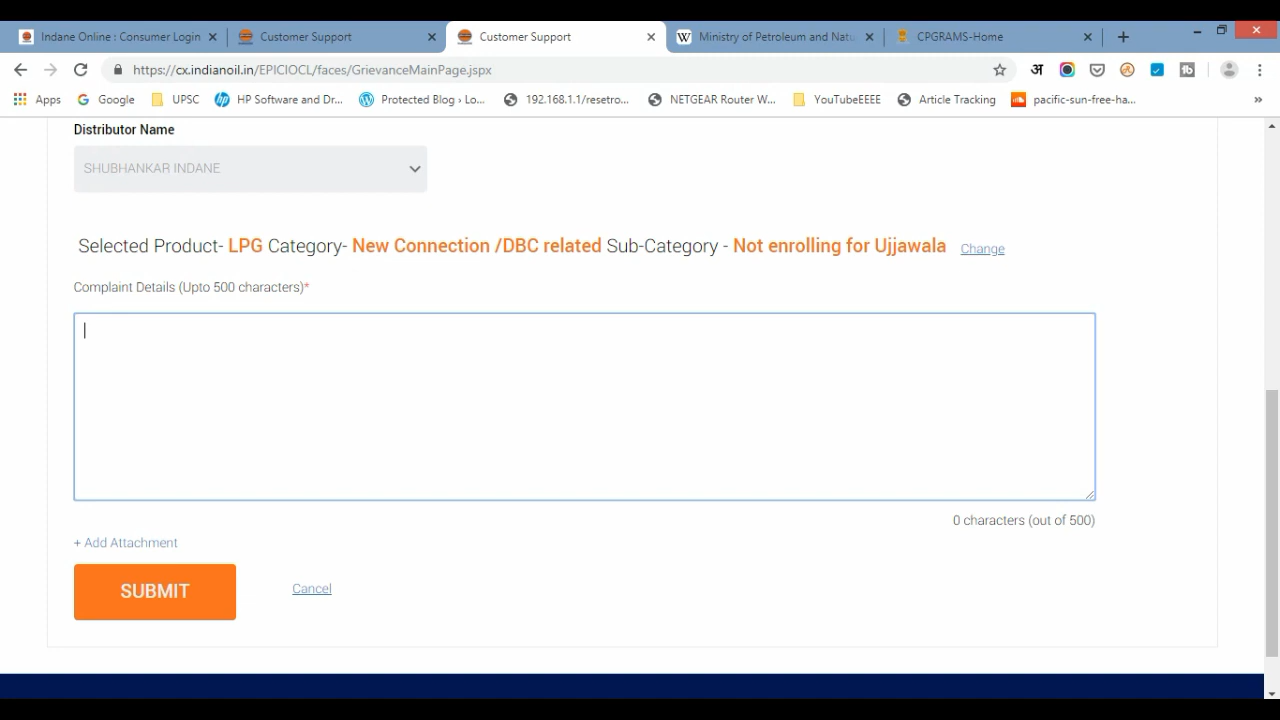 Indane Online : Consumer Login
Customer Support
Customer Support
W
Ministry of Petroleum and Natu
CPGRAMS-Home
https://cx.indianoil.in/EPICIOCL/faces/GrievanceMainPage.jspx
अ
Apps
Google
UPSC
HP Software and Dr...
Protected Blog › Lo...
192.168.1.1/resetro...
NETGEAR Router W...
YouTubeEEEE
Article Tracking
pacific-sun-free-ha...
»
Distributor Name
SHUBHANKAR INDANE
Selected Product- LPG Category- New Connection /DBC related Sub-Category - Not enrolling for Ujjawala Change
Complaint Details (Upto 500 characters)*
0 characters (out of 500)
+ Add Attachment
SUBMIT
Cancel